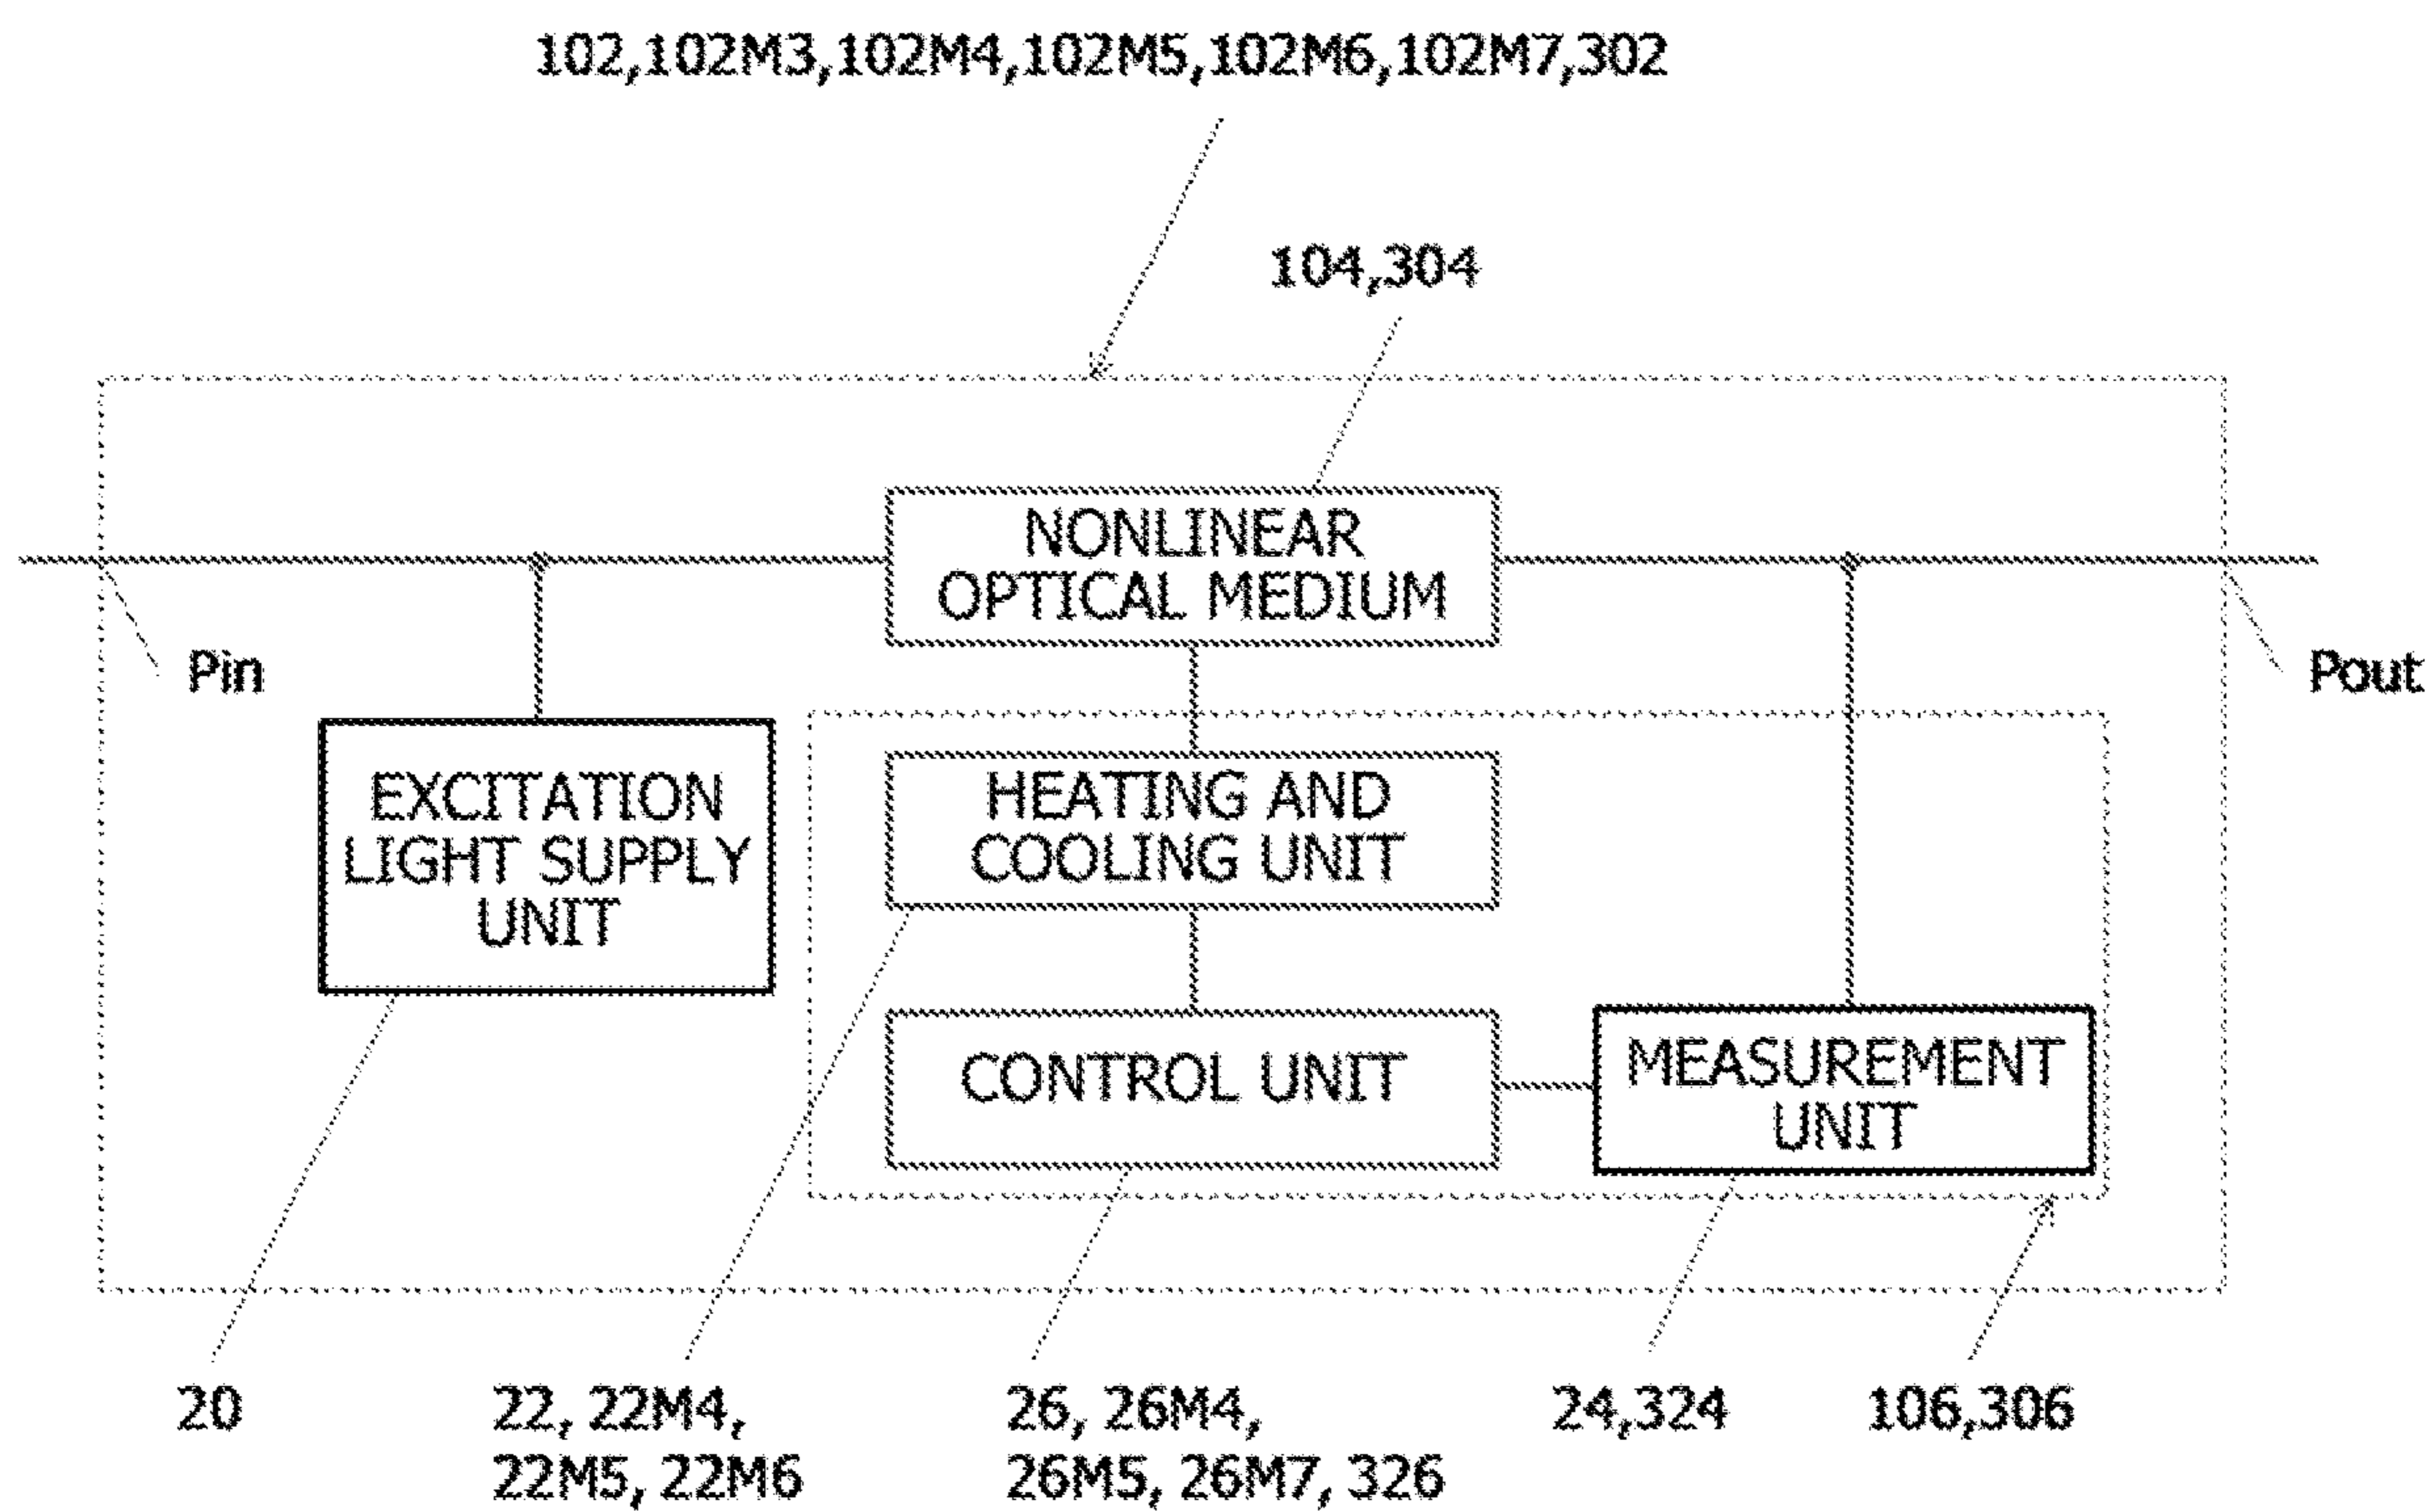 102,102M3,102M4,102M5,102M6,102M7,302
104,304
NONLINEAR
OPTICAL MEDIUM
Pin
Pout
EXCITATION
LIGHT SUPPLY
UNIT
HEATING AND
COOLING UNIT
CONTROL UNIT
MEASUREMENT
UNIT
20
22, 22M4,
22M5, 22M6
26, 26M4,
26M5, 26M7, 326
24,324
106,306